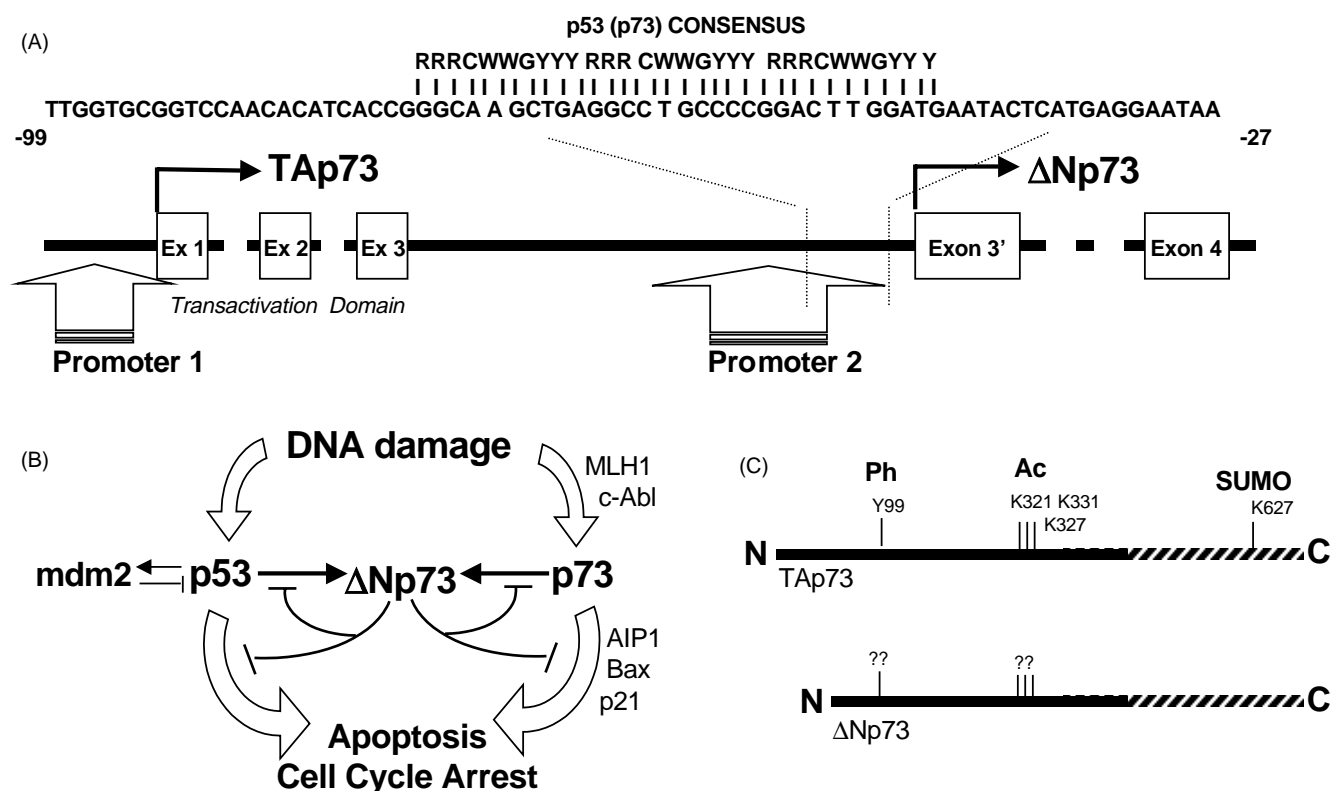 (A)
p53 (p73) CONSENSUS
RRRCWWGYYY RRR CWWGYYY RRRCWWGYY Y
TTGGTGCGGTCCAACACATCACCGGGCA A GCTGAGGCC T GCCCCGGAC T T GGATGAATACTCATGAGGAATAA
-99
-27
TAp73
ΔNp73
Ex 1
Ex 2
Ex 3
Exon 3’
Exon 4
Transactivation Domain
Promoter 1
Promoter 2
(B)
DNA damage
MLH1
c-Abl
mdm2
p53
ΔNp73
p73
AIP1
Bax
p21
Apoptosis
Cell Cycle Arrest
(C)
Ph
Ac
SUMO
Y99
K321 K331
K327
K627
N
C
TAp73
??
??
N
C
ΔNp73